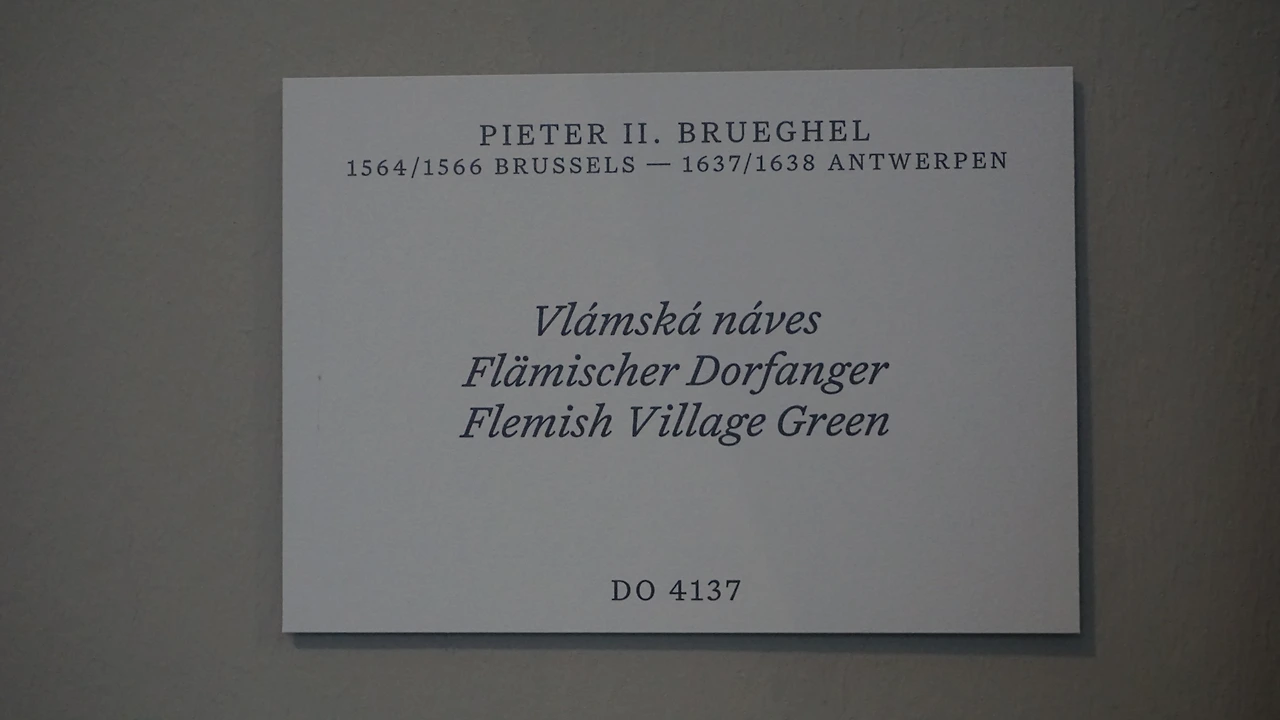 PIETER II. BRUEGHEL
1564/1566 BRUSSELS — 1637/1638 ANTWERPEN
Vlámská náves
Flämischer Dorfanger
Flemish Village Green
DO 4137